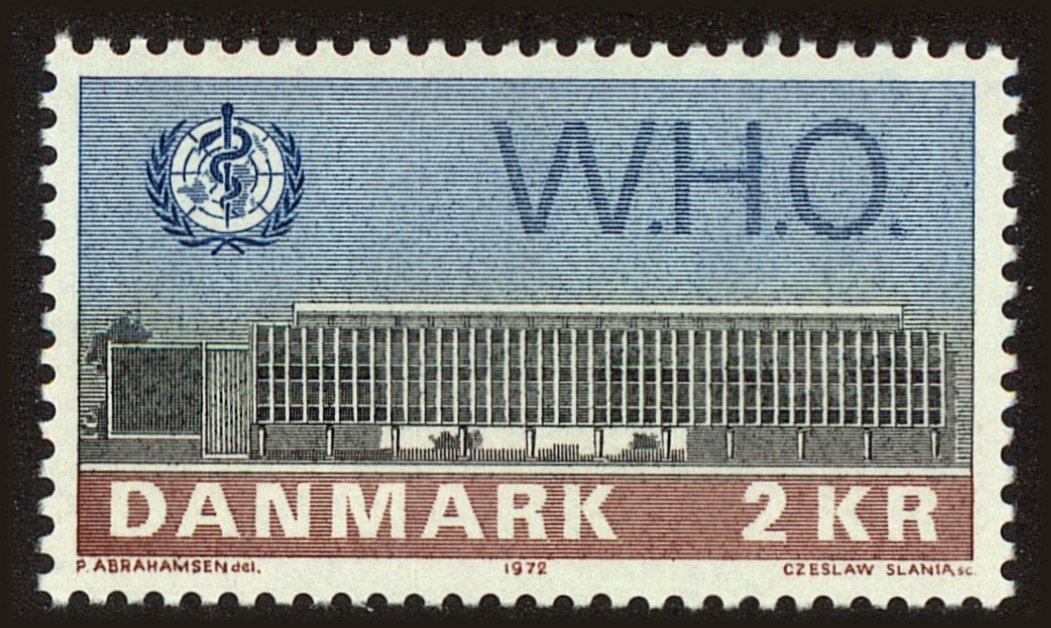 W.H.O.
DANMARK 2 KR
P. ABRAHAMSEN del. 1972 CZESLAW SLANIA sc.